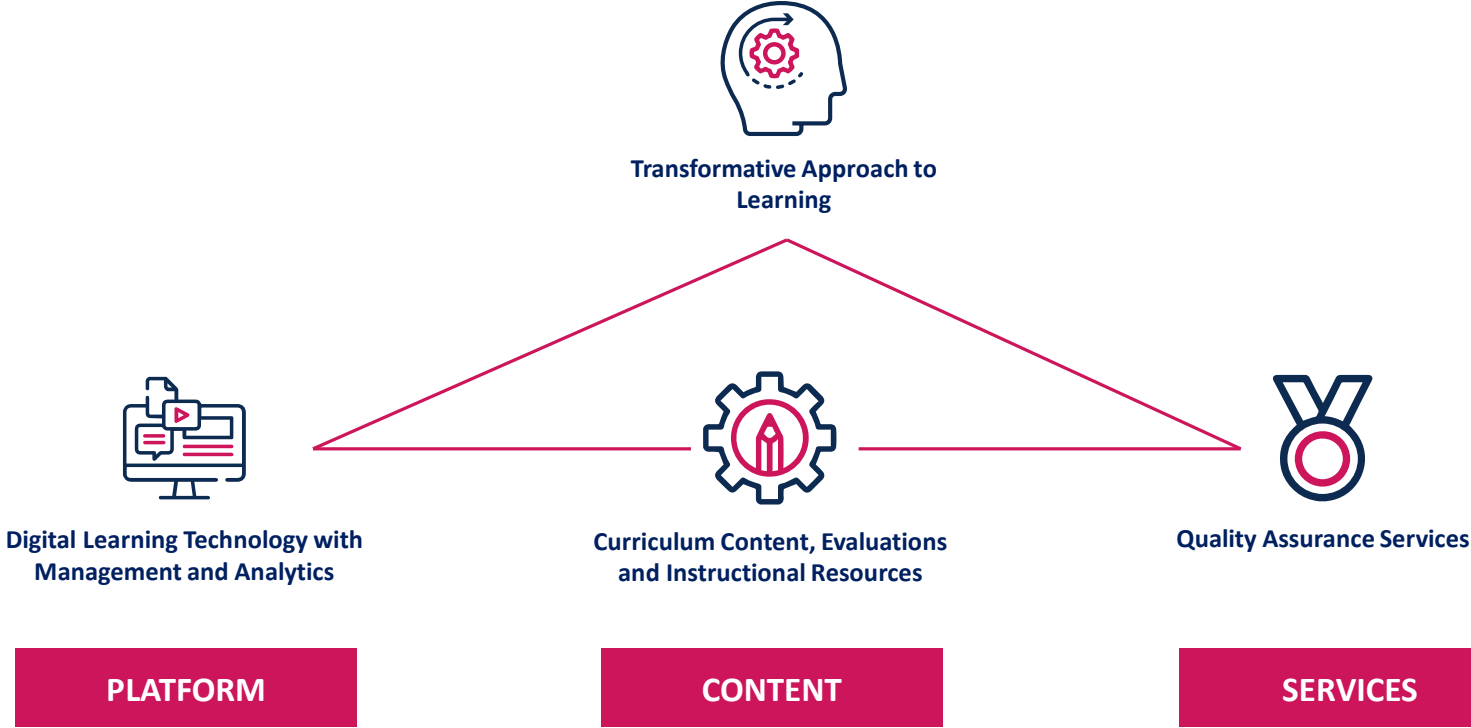 Transformative Approach to
Learning
Digital Learning Technology with
Management and Analytics
Curriculum Content, Evaluations
and Instructional Resources
Quality Assurance Services
PLATFORM
CONTENT
SERVICES